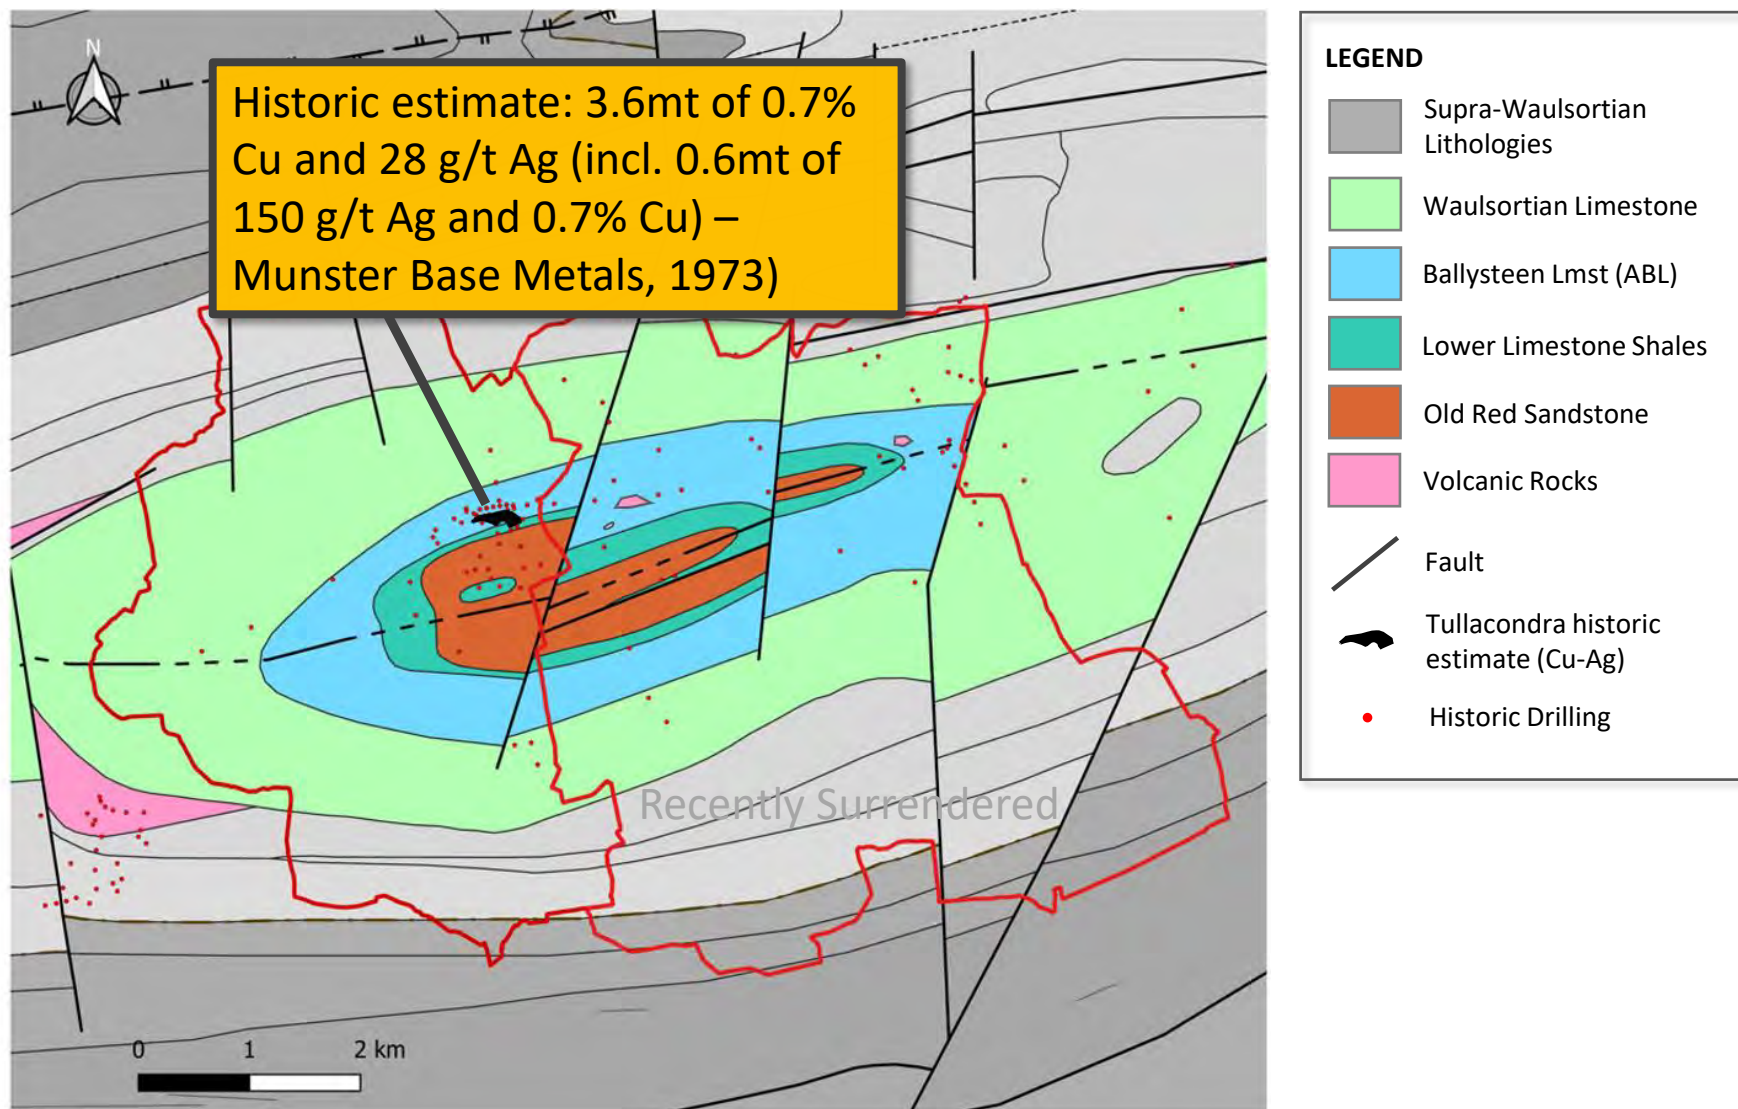 N
Historic estimate: 3.6mt of 0.7%
Cu and 28 g/t Ag (incl. 0.6mt of
150 g/t Ag and 0.7% Cu) –
Munster Base Metals, 1973)
Recently Surrendered
0 1 2 km
LEGEND
Supra-Waulsortian
Lithologies
Waulsortian Limestone
Ballysteen Lmst (ABL)
Lower Limestone Shales
Old Red Sandstone
Volcanic Rocks
Fault
Tullacondra historic
estimate (Cu-Ag)
Historic Drilling